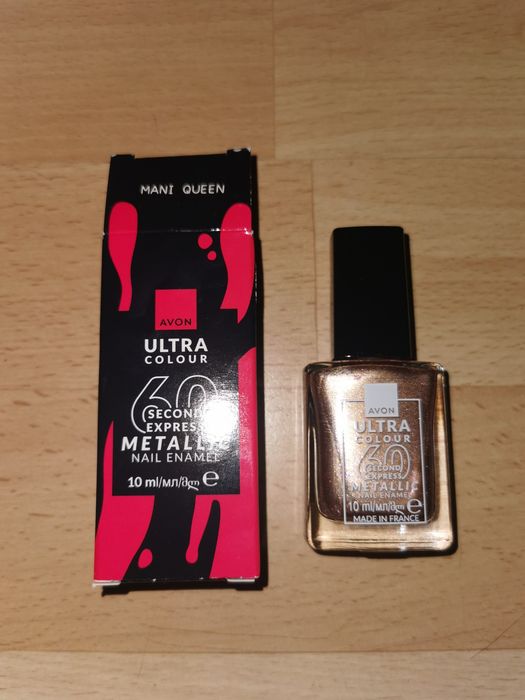 MANI QUEEN
AVON
ULTRA
COLOUR
60
SECOND
EXPRESS
METALLIC
NAIL ENAMEL
10 ml/мл/მლ ℮
AVON
ULTRA
COLOUR
60
SECOND
EXPRESS
METALLIC
NAIL ENAMEL
10 ml/мл/მლ ℮
MADE IN FRANCE